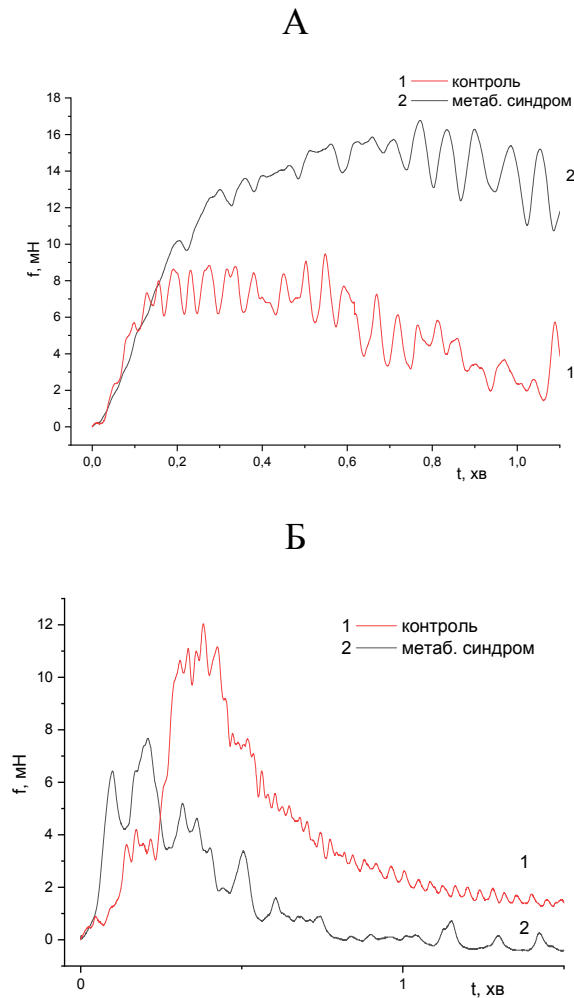 А
1 контроль
2 метаб. синдром
18
16
14
12
10
8
6
4
2
0
f, мН
2
1
0,0 0,2 0,4 0,6 0,8 1,0
t, хв
Б
1 контроль
2 метаб. синдром
12
10
8
6
4
2
0
f, мН
1
2
0 1
t, хв